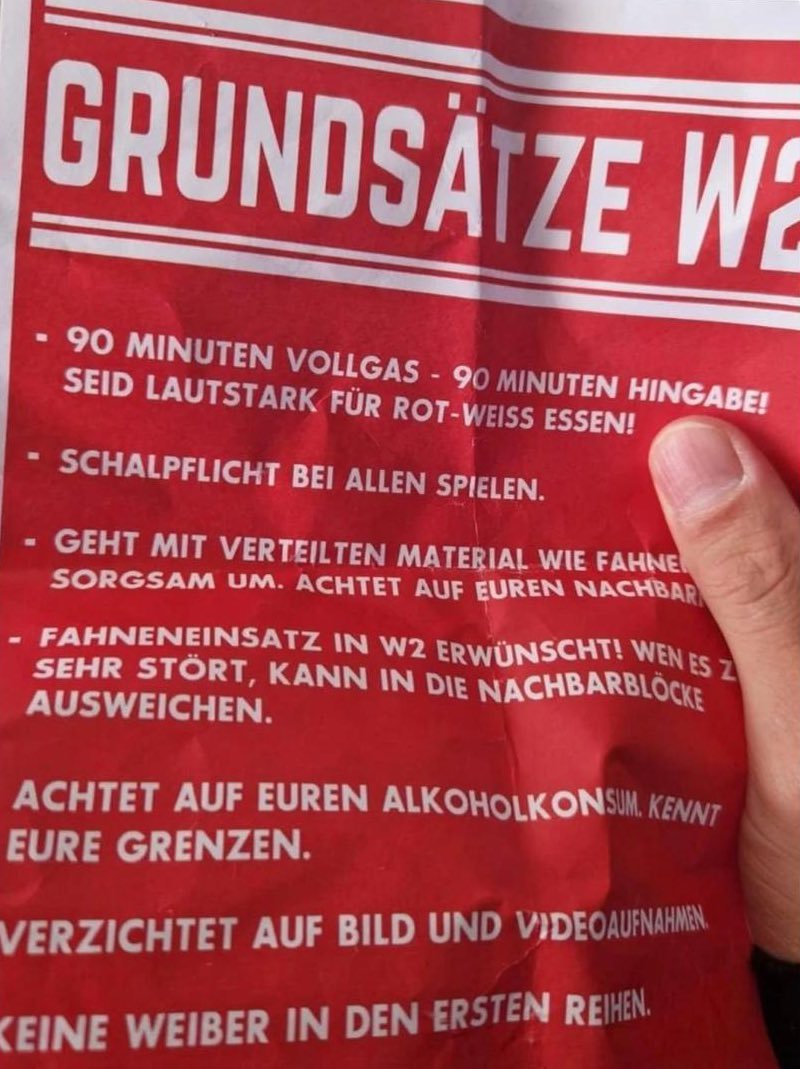 GRUNDSÄTZE W2
- 90 MINUTEN VOLLGAS - 90 MINUTEN HINGABE!
SEID LAUTSTARK FÜR ROT-WEISS ESSEN!
- SCHALPFLICHT BEI ALLEN SPIELEN.
- GEHT MIT VERTEILTEN MATERIAL WIE
SORGSAM UM. ACHTET AUF EUREN
- FAHNENEINSATZ IN W2 ERWÜNSCHT! WEN ES
SEHR STÖRT, KANN IN DIE NACHBARBLÖCKE
AUSWEICHEN.
ACHTET AUF EUREN ALKOHOLKONSUM. KENNT
EURE GRENZEN.
VERZICHTET AUF BILD UND VIDEOAUFNAHMEN.
KEINE WEIBER IN DEN ERSTEN REIHEN.